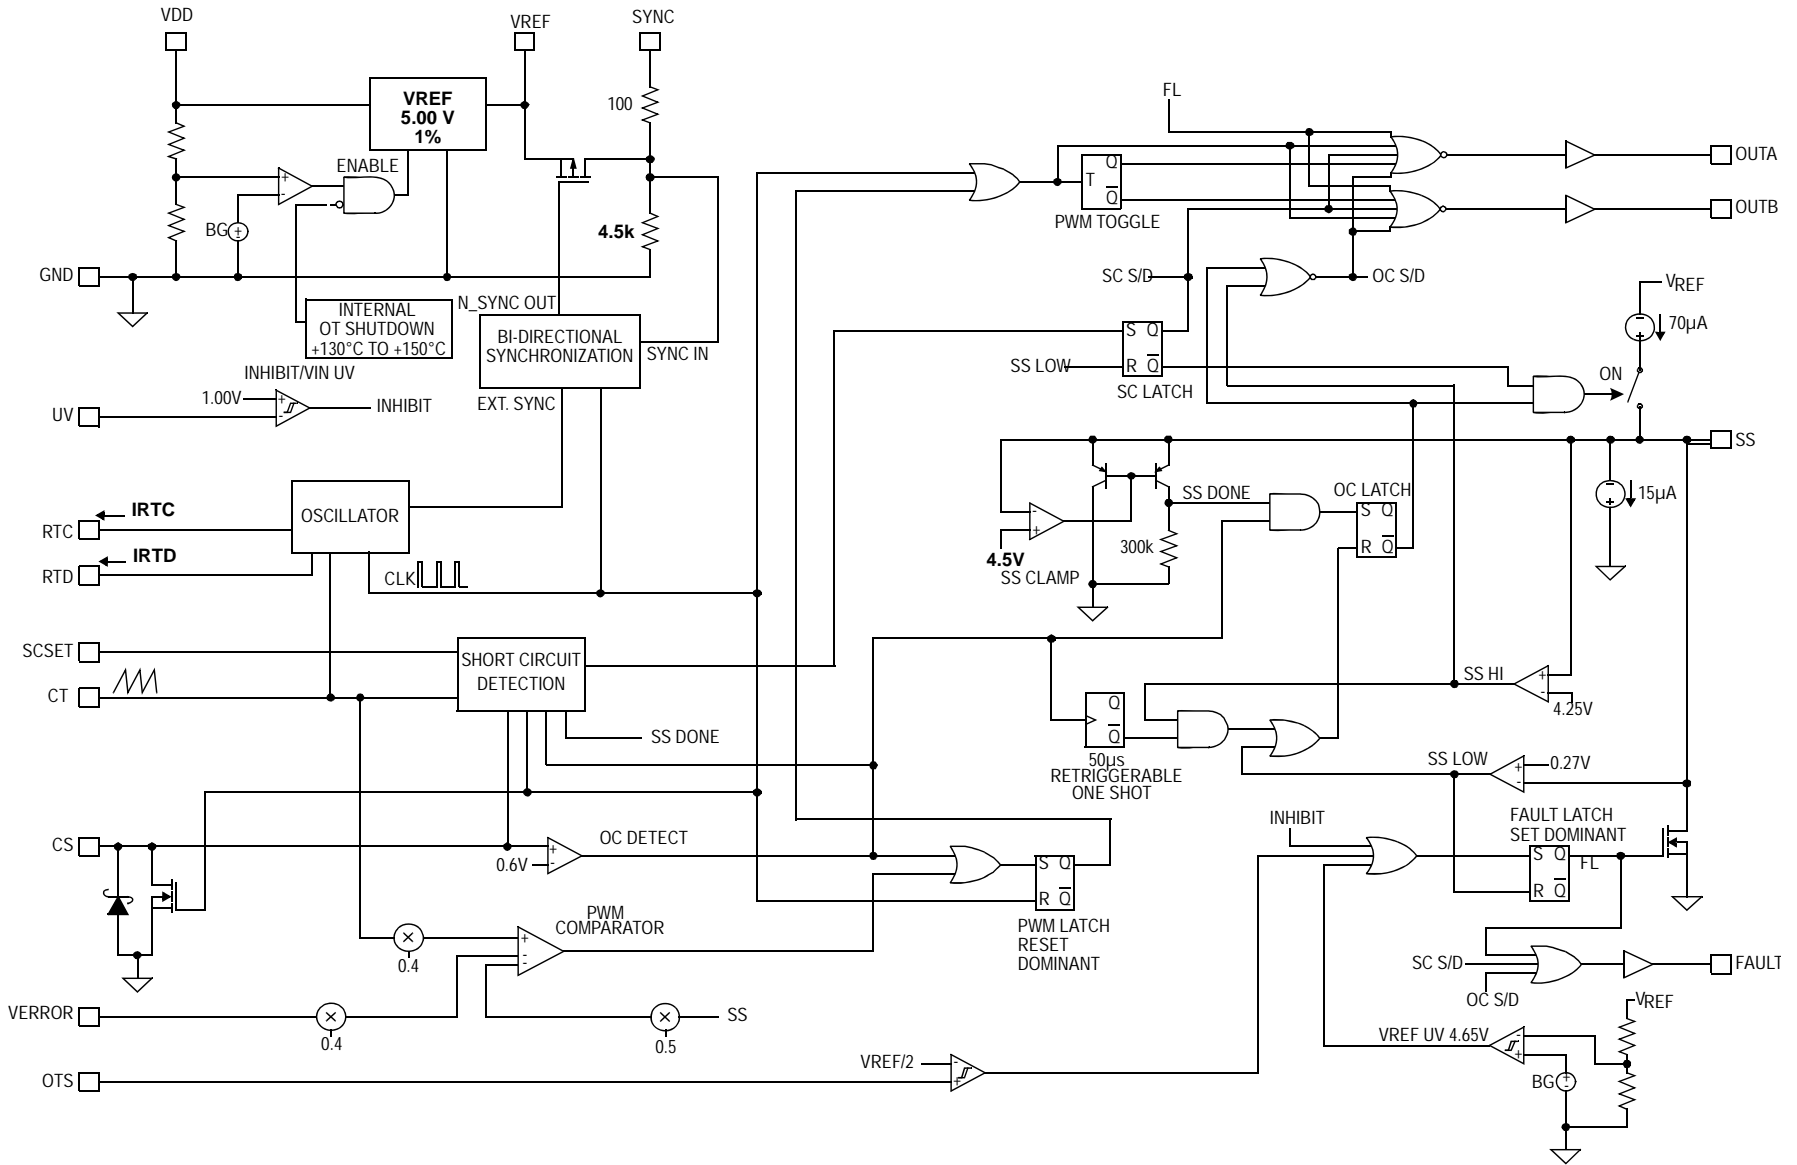 VDD
VREF
SYNC
VREF
5.00 V
1%
100
ENABLE
+
-
BG
4.5k
GND
INTERNAL
OT SHUTDOWN
+130°C TO +150°C
N_SYNC OUT
BI-DIRECTIONAL
SYNCHRONIZATION
SYNC IN
EXT. SYNC
INHIBIT/VIN UV
1.00V
+
-
INHIBIT
UV
IRTC
RTC
OSCILLATOR
IRTD
RTD
CLK
SCSET
SHORT CIRCUIT
DETECTION
CT
SS DONE
CS
OC DETECT
+
-
0.6V
PWM
COMPARATOR
0.4
+
-
-
VERROR
0.4
0.5
SS
OTS
VREF/2
-
+
FL
T
Q
Q
PWM TOGGLE
OUTA
OUTB
SC S/D
OC S/D
S Q
R Q
SS LOW
SC LATCH
VREF
70µA
ON
SS
15µA
SS DONE
OC LATCH
S Q
R Q
-
+
4.5V
SS CLAMP
300k
SS HI
+
-
4.25V
Q
Q
50µs
RETRIGGERABLE
ONE SHOT
SS LOW
+
-
0.27V
INHIBIT
FAULT LATCH
SET DOMINANT
S Q
FL
R Q
S Q
R Q
PWM LATCH
RESET
DOMINANT
SC S/D
OC S/D
FAULT
VREF
VREF UV 4.65V
-
+
BG